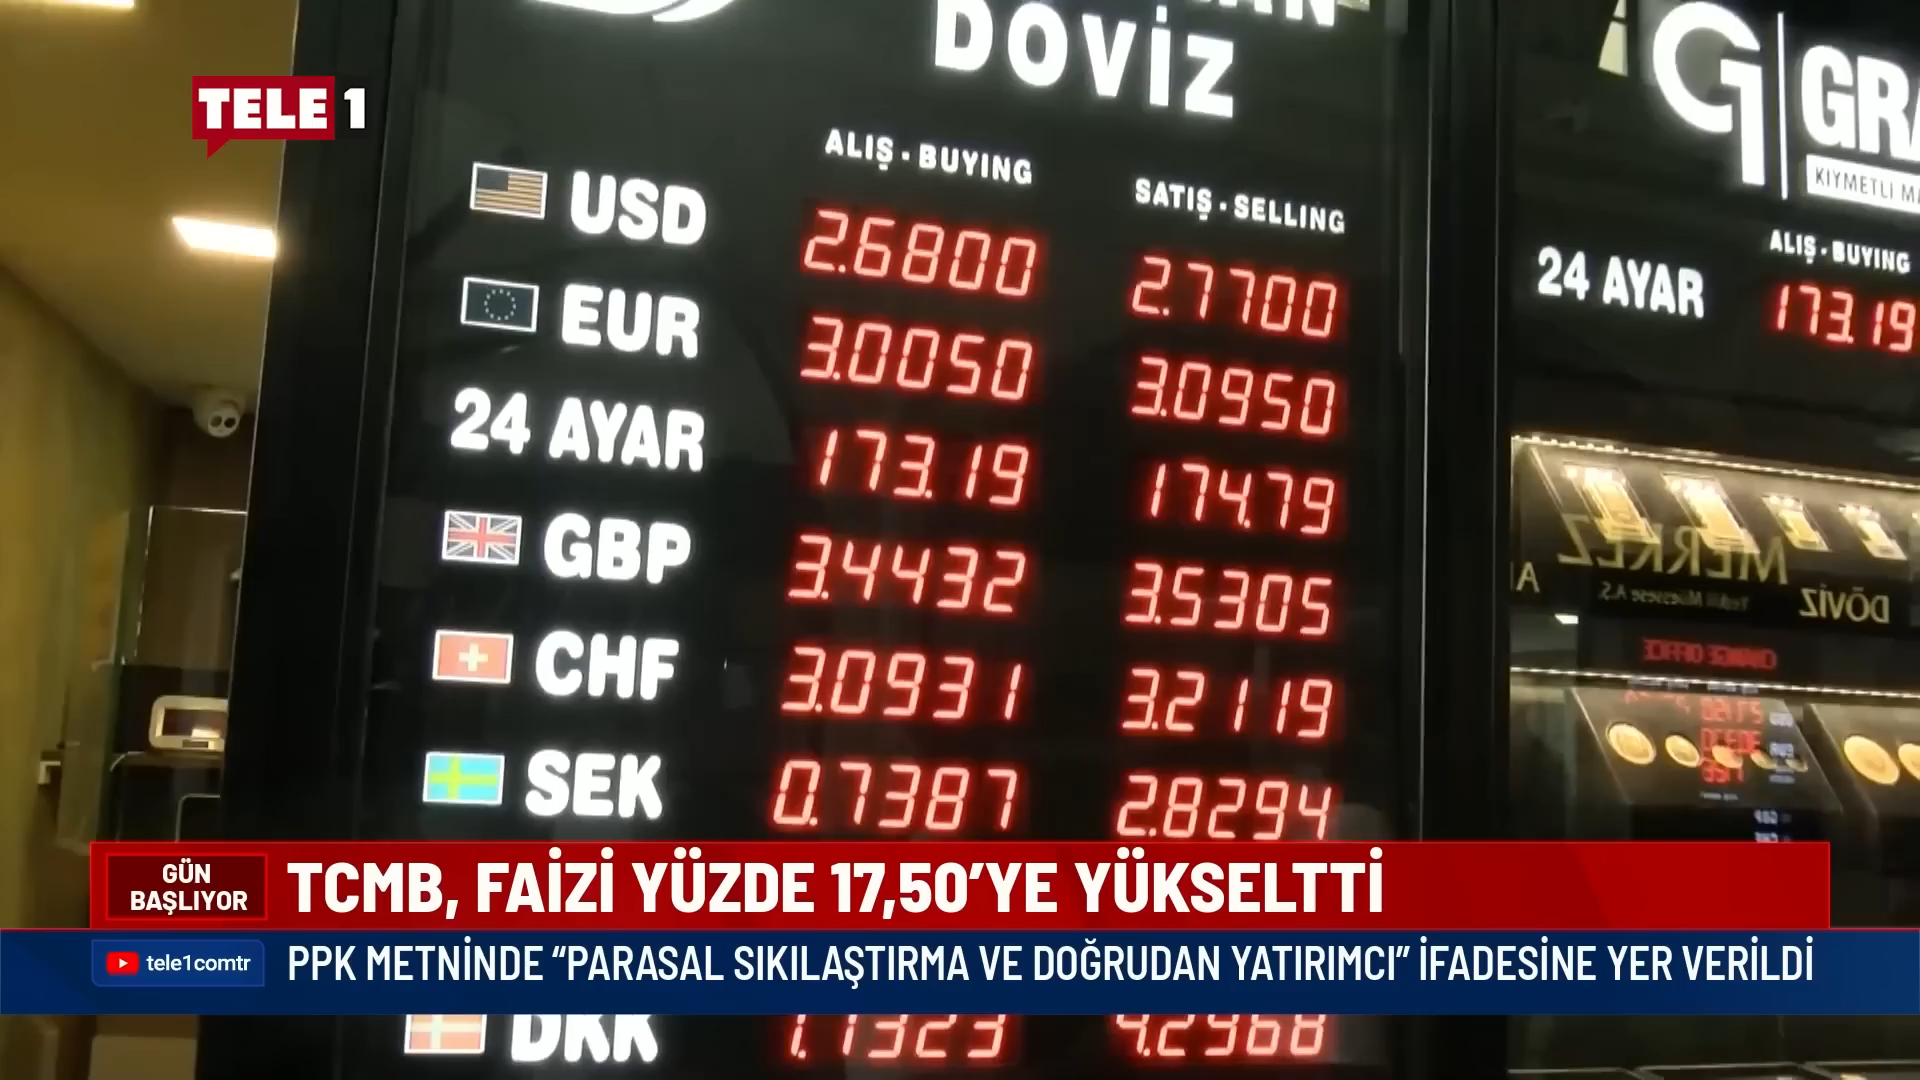 DÖVİZ
TELE 1
ALIŞ - BUYING
SATIŞ - SELLING
USD 2.6800 2.7700
EUR 3.0050 3.0950
24 AYAR 173.19 174.79
GBP 3.4432 3.5305
CHF 3.0931 3.2119
SEK 0.7387 2.8294
DKK 1.1323 4.2968
ALIŞ - BUYING
24 AYAR 173.19
MERKEZ
DÖVİZ
CHANGE OFFICE
GÜN BAŞLIYOR
TCMB, FAİZİ YÜZDE 17,50’YE YÜKSELTTİ
tele1comtr
PPK METNİNDE “PARASAL SIKILAŞTIRMA VE DOĞRUDAN YATIRIMCI” İFADESİNE YER VERİLDİ